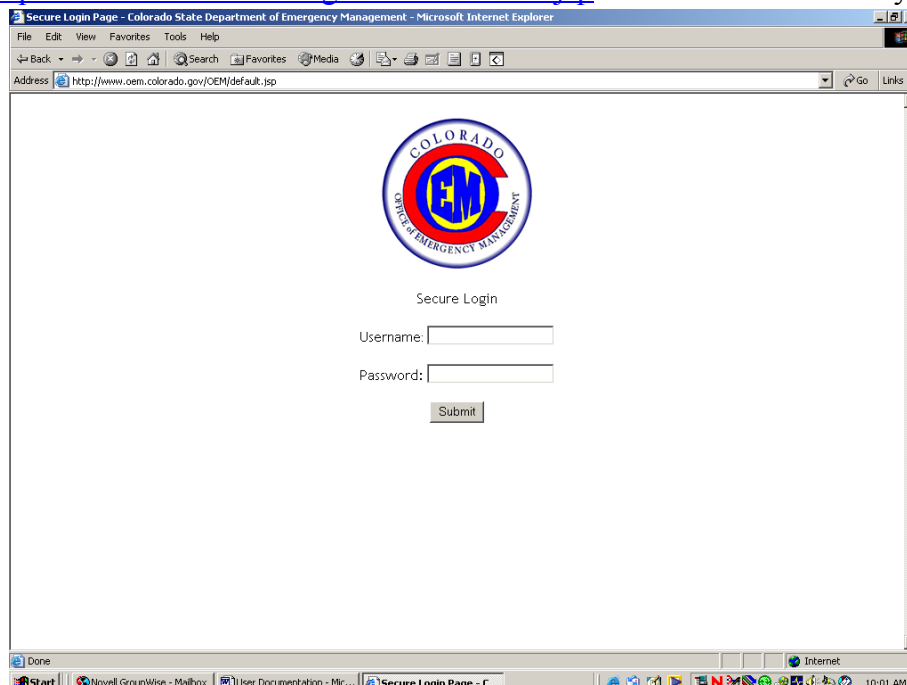 Secure Login Page - Colorado State Department of Emergency Management - Microsoft Internet Explorer
File Edit View Favorites Tools Help
Back Search Favorites Media
Address http://www.oem.colorado.gov/OEM/default.jsp Go Links
COLORADO
EM
OFFICE of EMERGENCY MANAGEMENT
Secure Login
Username:
Password:
Submit
Done Internet
Start Novell GroupWise - Mailbox User Documentation - Mic... Secure Login Page - C... 10:01 AM